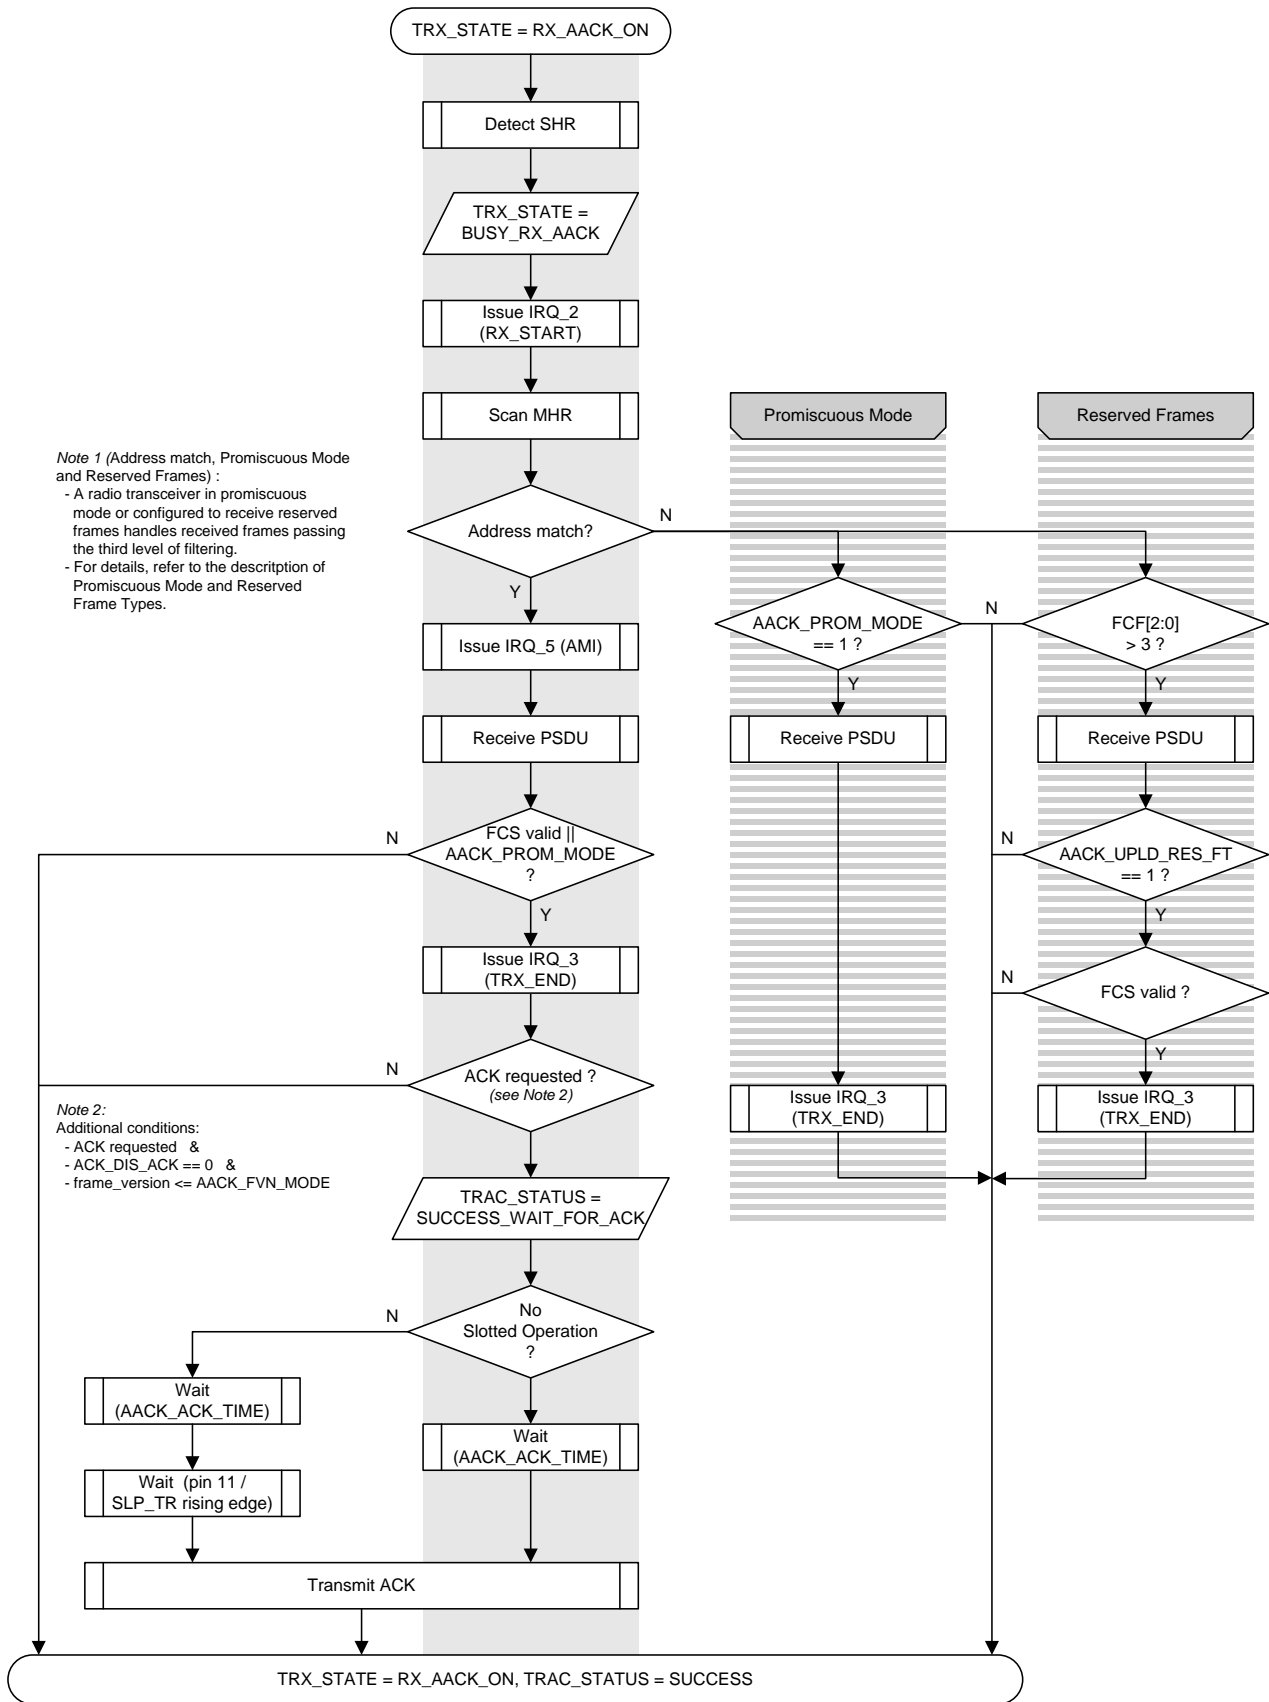 TRX_STATE = RX_AACK_ON
Detect SHR
TRX_STATE =
BUSY_RX_AACK
Issue IRQ_2
(RX_START)
Scan MHR
Promiscuous Mode
Reserved Frames
Note 1 (Address match, Promiscuous Mode
and Reserved Frames) :
- A radio transceiver in promiscuous
mode or configured to receive reserved
frames handles received frames passing
the third level of filtering.
- For details, refer to the descritption of
Promiscuous Mode and Reserved
Frame Types.
Address match?
N
Y
Issue IRQ_5 (AMI)
AACK_PROM_MODE
== 1 ?
N
FCF[2:0]
> 3 ?
Y
Y
Receive PSDU
Receive PSDU
Receive PSDU
N
FCS valid ||
AACK_PROM_MODE
?
N
AACK_UPLD_RES_FT
== 1 ?
Y
Y
Issue IRQ_3
(TRX_END)
N
FCS valid ?
Y
N
ACK requested ?
(see Note 2)
Issue IRQ_3
(TRX_END)
Issue IRQ_3
(TRX_END)
Note 2:
Additional conditions:
- ACK requested &
- ACK_DIS_ACK == 0 &
- frame_version <= AACK_FVN_MODE
TRAC_STATUS =
SUCCESS_WAIT_FOR_ACK
N
No
Slotted Operation
?
Wait
(AACK_ACK_TIME)
Wait
(AACK_ACK_TIME)
Wait (pin 11 /
SLP_TR rising edge)
Transmit ACK
TRX_STATE = RX_AACK_ON, TRAC_STATUS = SUCCESS